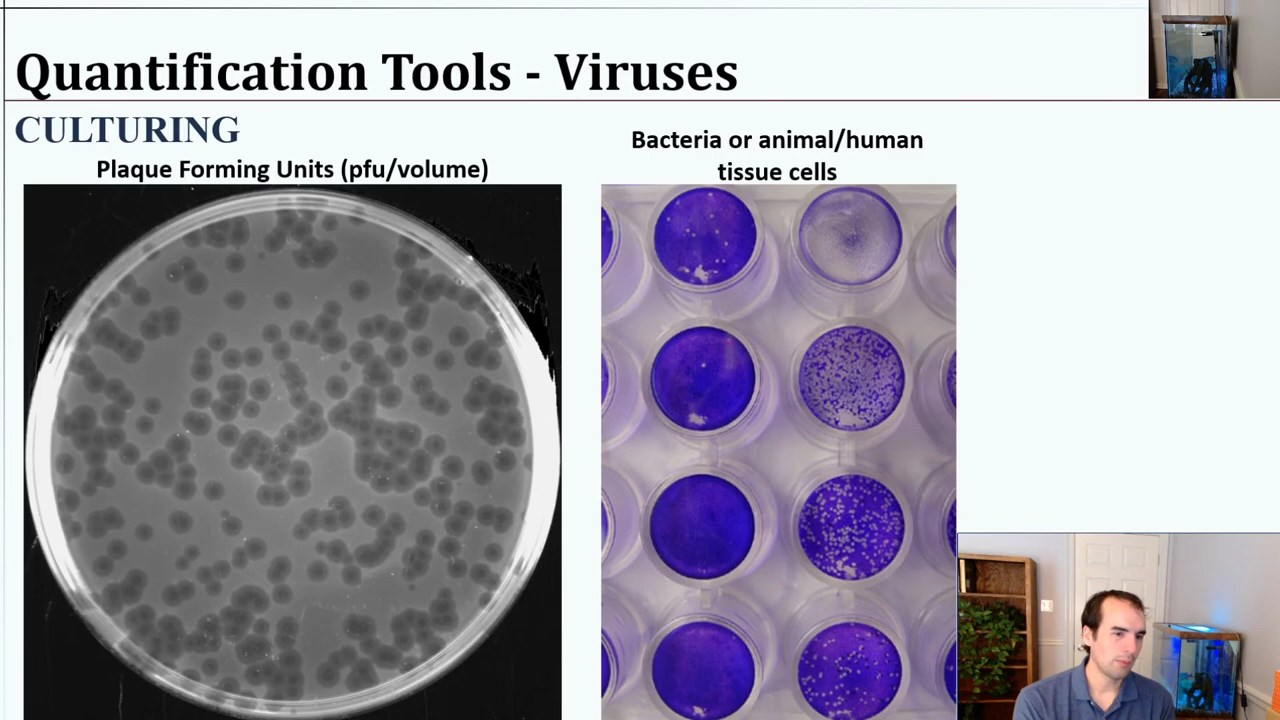 Quantification Tools - Viruses
CULTURING
Plaque Forming Units (pfu/volume)
Bacteria or animal/human
tissue cells